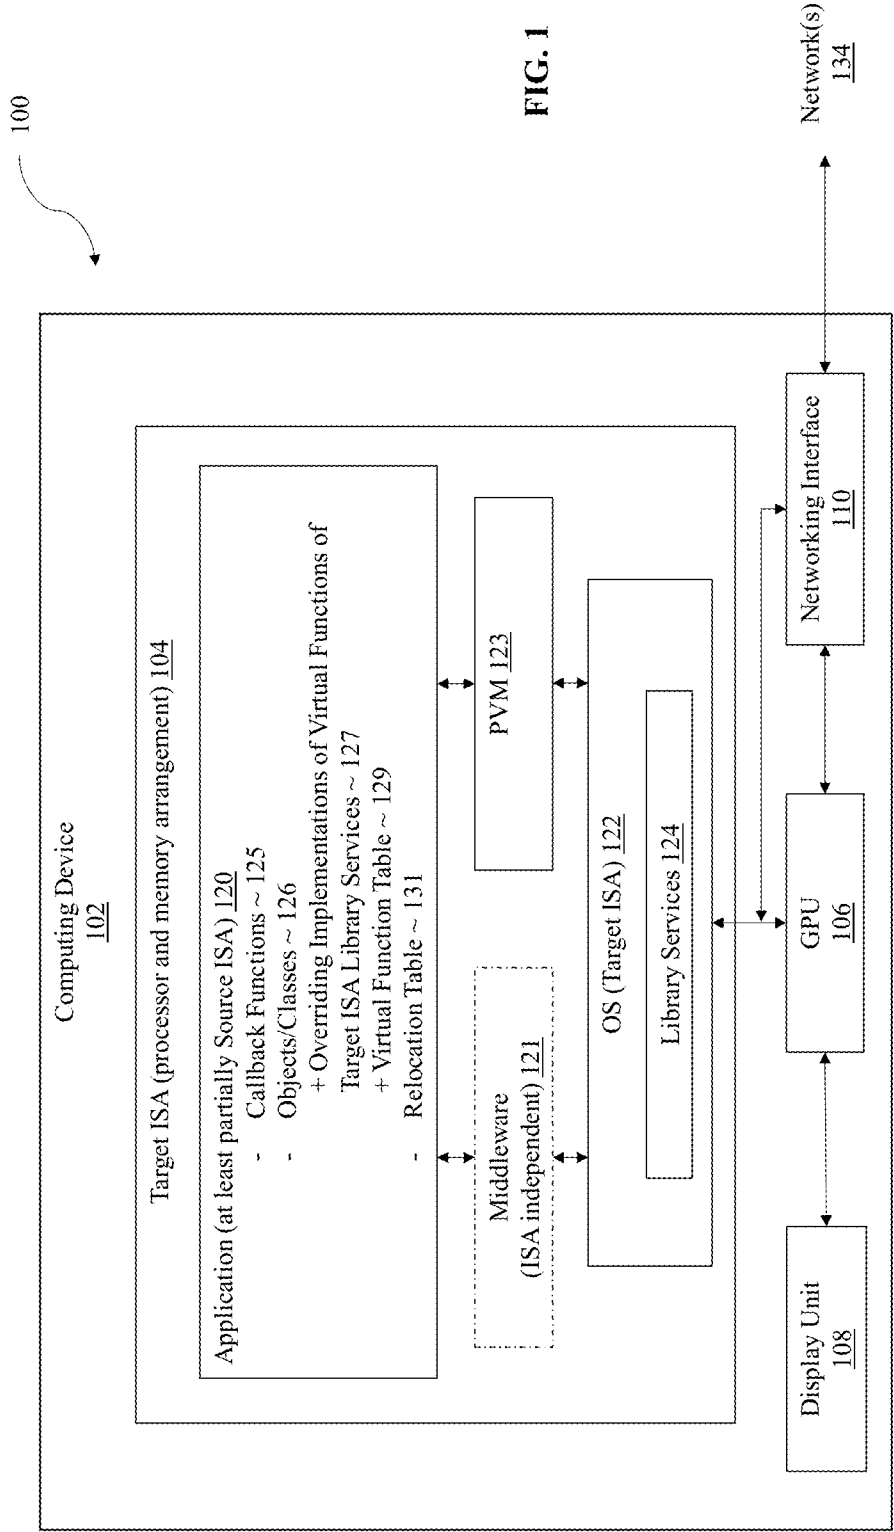 100
Computing Device
102
Target ISA (processor and memory arrangement) 104
Application (at least partially Source ISA) 120
- Callback Functions ~ 125
- Objects/Classes ~ 126
+ Overriding Implementations of Virtual Functions of
Target ISA Library Services ~ 127
+ Virtual Function Table ~ 129
- Relocation Table ~ 131
Middleware
(ISA independent) 121
PVM 123
OS (Target ISA) 122
Library Services 124
Display Unit
108
GPU
106
Networking Interface
110
Network(s)
134
FIG. 1